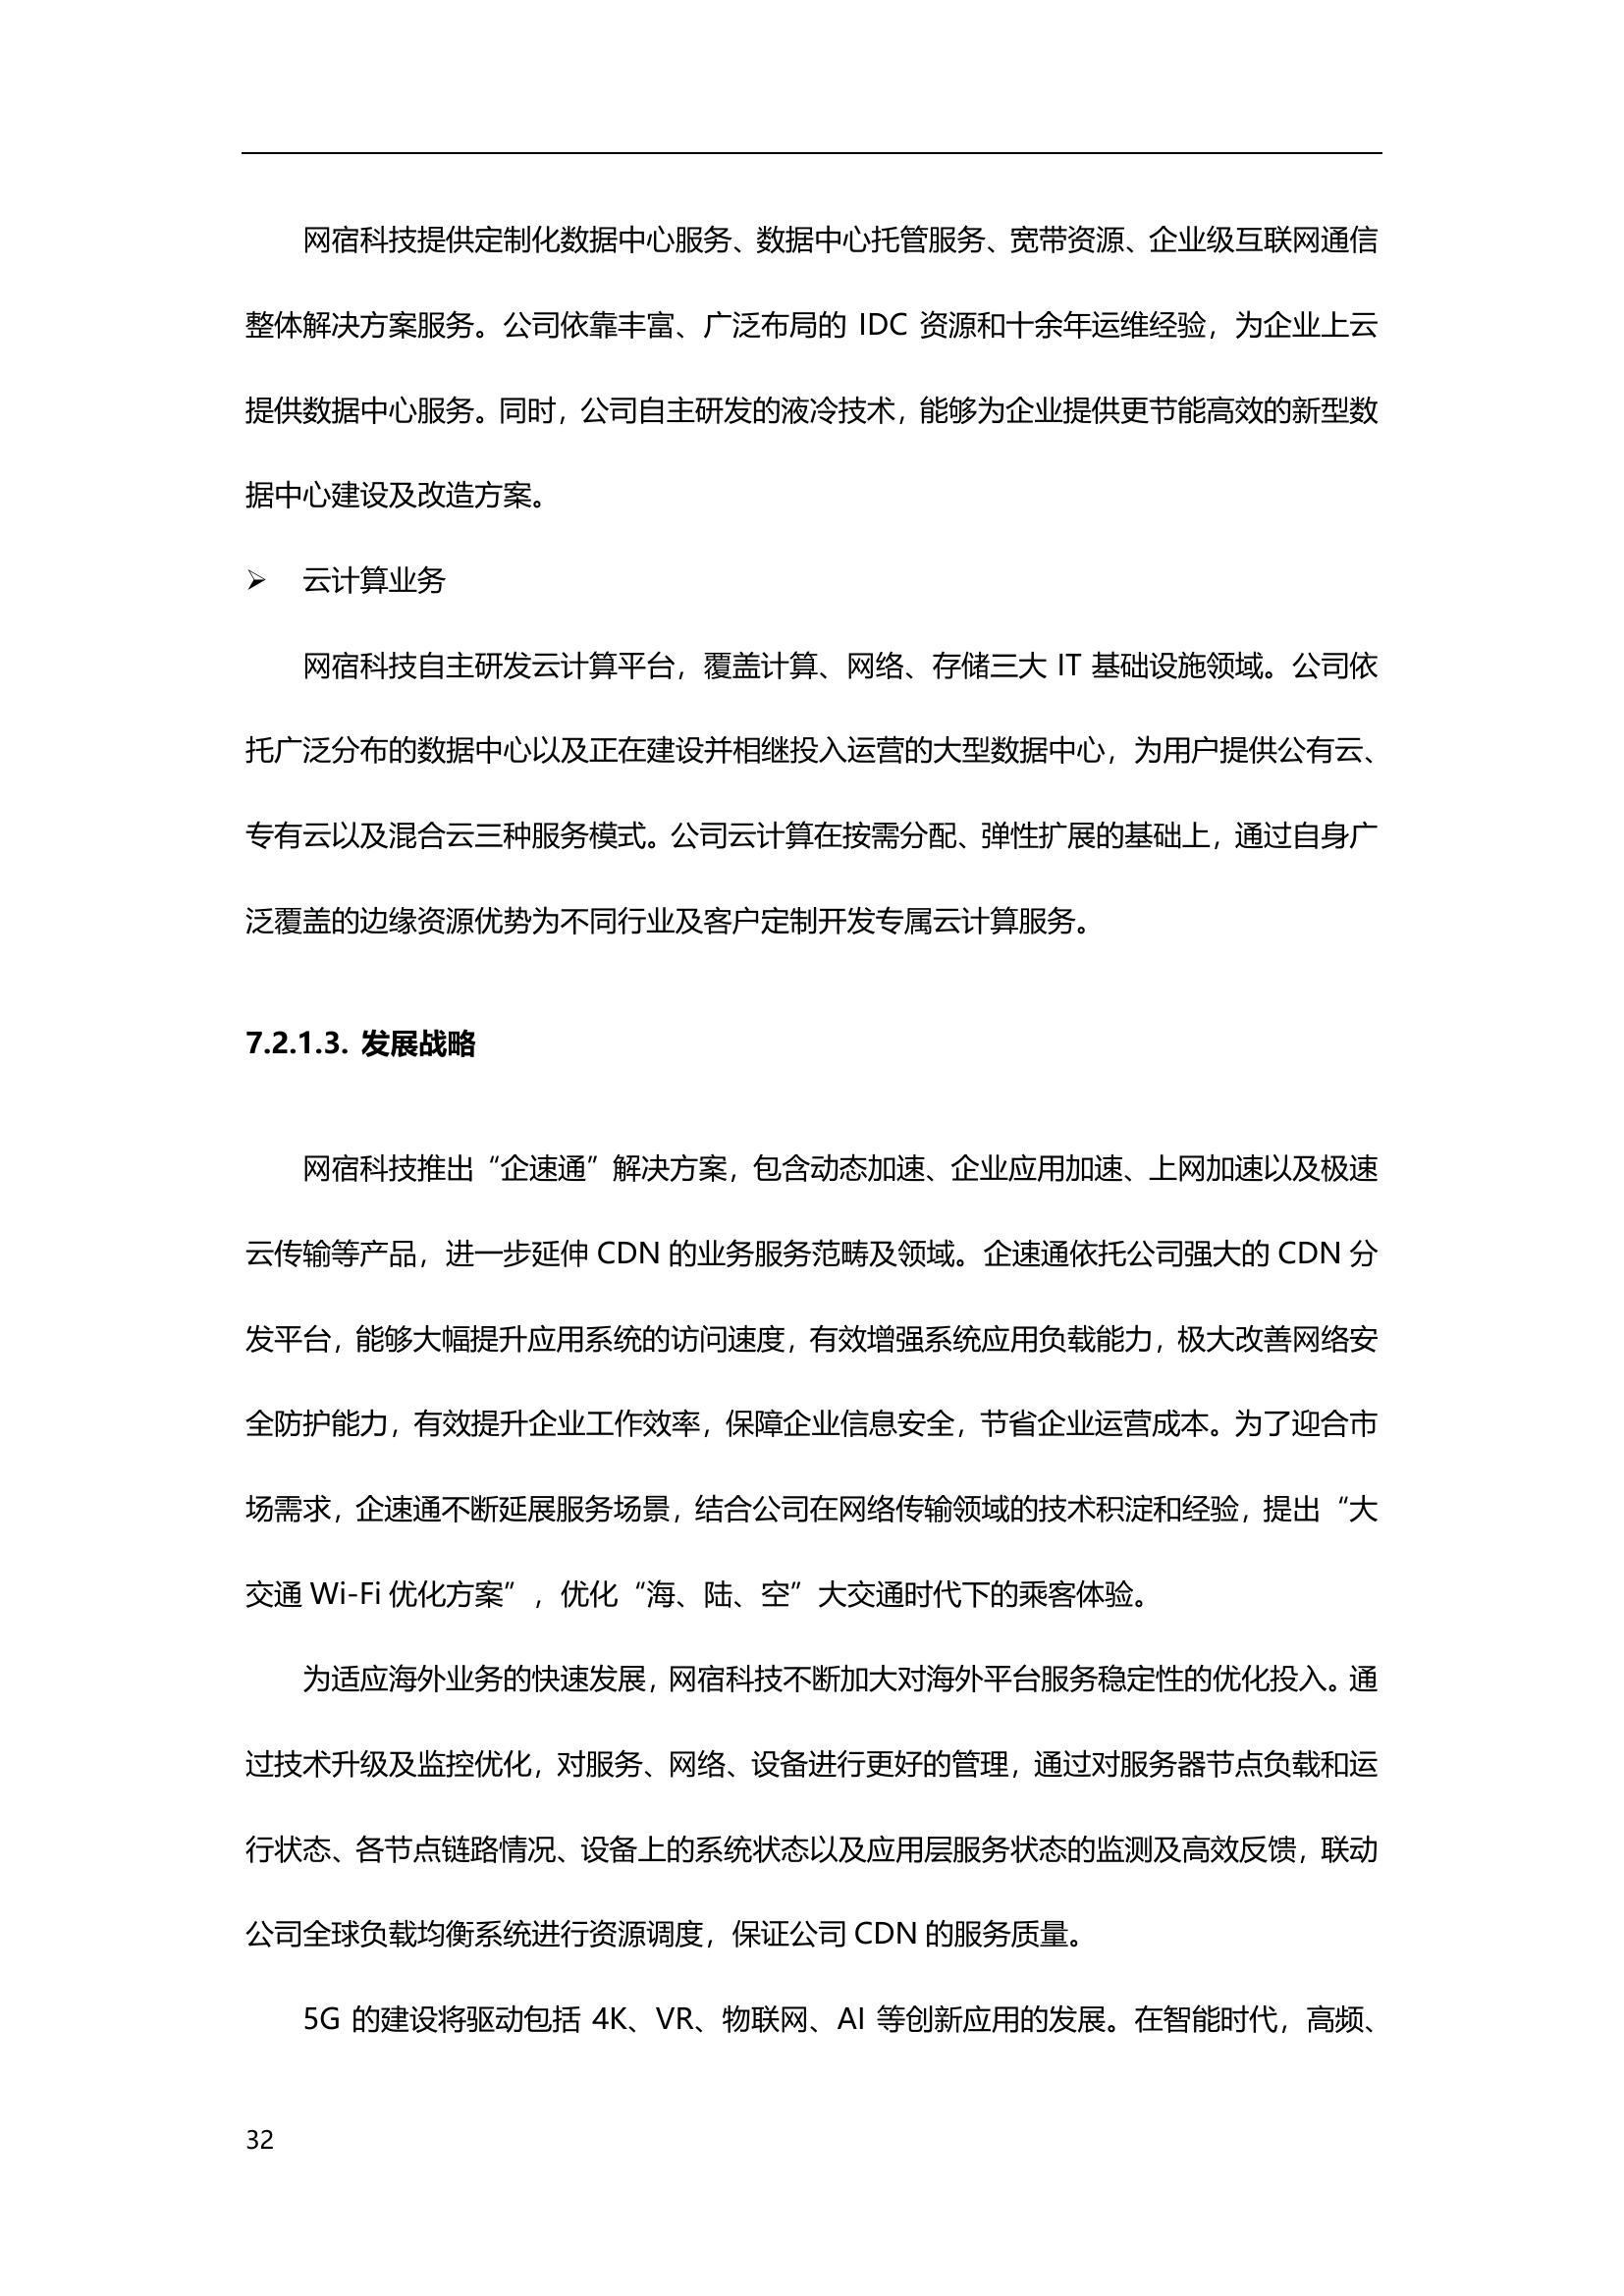 网宿科技提供定制化数据中心服务、数据中心托管服务、宽带资源、企业级互联网通信
整体解决方案服务。公司依靠丰富、广泛布局的 IDC 资源和十余年运维经验，为企业上云
提供数据中心服务。同时，公司自主研发的液冷技术，能够为企业提供更节能高效的新型数
据中心建设及改造方案。
➢ 云计算业务
网宿科技自主研发云计算平台，覆盖计算、网络、存储三大 IT 基础设施领域。公司依
托广泛分布的数据中心以及正在建设并相继投入运营的大型数据中心，为用户提供公有云、
专有云以及混合云三种服务模式。公司云计算在按需分配、弹性扩展的基础上，通过自身广
泛覆盖的边缘资源优势为不同行业及客户定制开发专属云计算服务。
7.2.1.3. 发展战略
网宿科技推出“企速通”解决方案，包含动态加速、企业应用加速、上网加速以及极速
云传输等产品，进一步延伸 CDN 的业务服务范畴及领域。企速通依托公司强大的 CDN 分
发平台，能够大幅提升应用系统的访问速度，有效增强系统应用负载能力，极大改善网络安
全防护能力，有效提升企业工作效率，保障企业信息安全，节省企业运营成本。为了迎合市
场需求，企速通不断延展服务场景，结合公司在网络传输领域的技术积淀和经验，提出“大
交通 Wi-Fi 优化方案”，优化“海、陆、空”大交通时代下的乘客体验。
为适应海外业务的快速发展，网宿科技不断加大对海外平台服务稳定性的优化投入。通
过技术升级及监控优化，对服务、网络、设备进行更好的管理，通过对服务器节点负载和运
行状态、各节点链路情况、设备上的系统状态以及应用层服务状态的监测及高效反馈，联动
公司全球负载均衡系统进行资源调度，保证公司 CDN 的服务质量。
5G 的建设将驱动包括 4K、VR、物联网、AI 等创新应用的发展。在智能时代，高频、
32